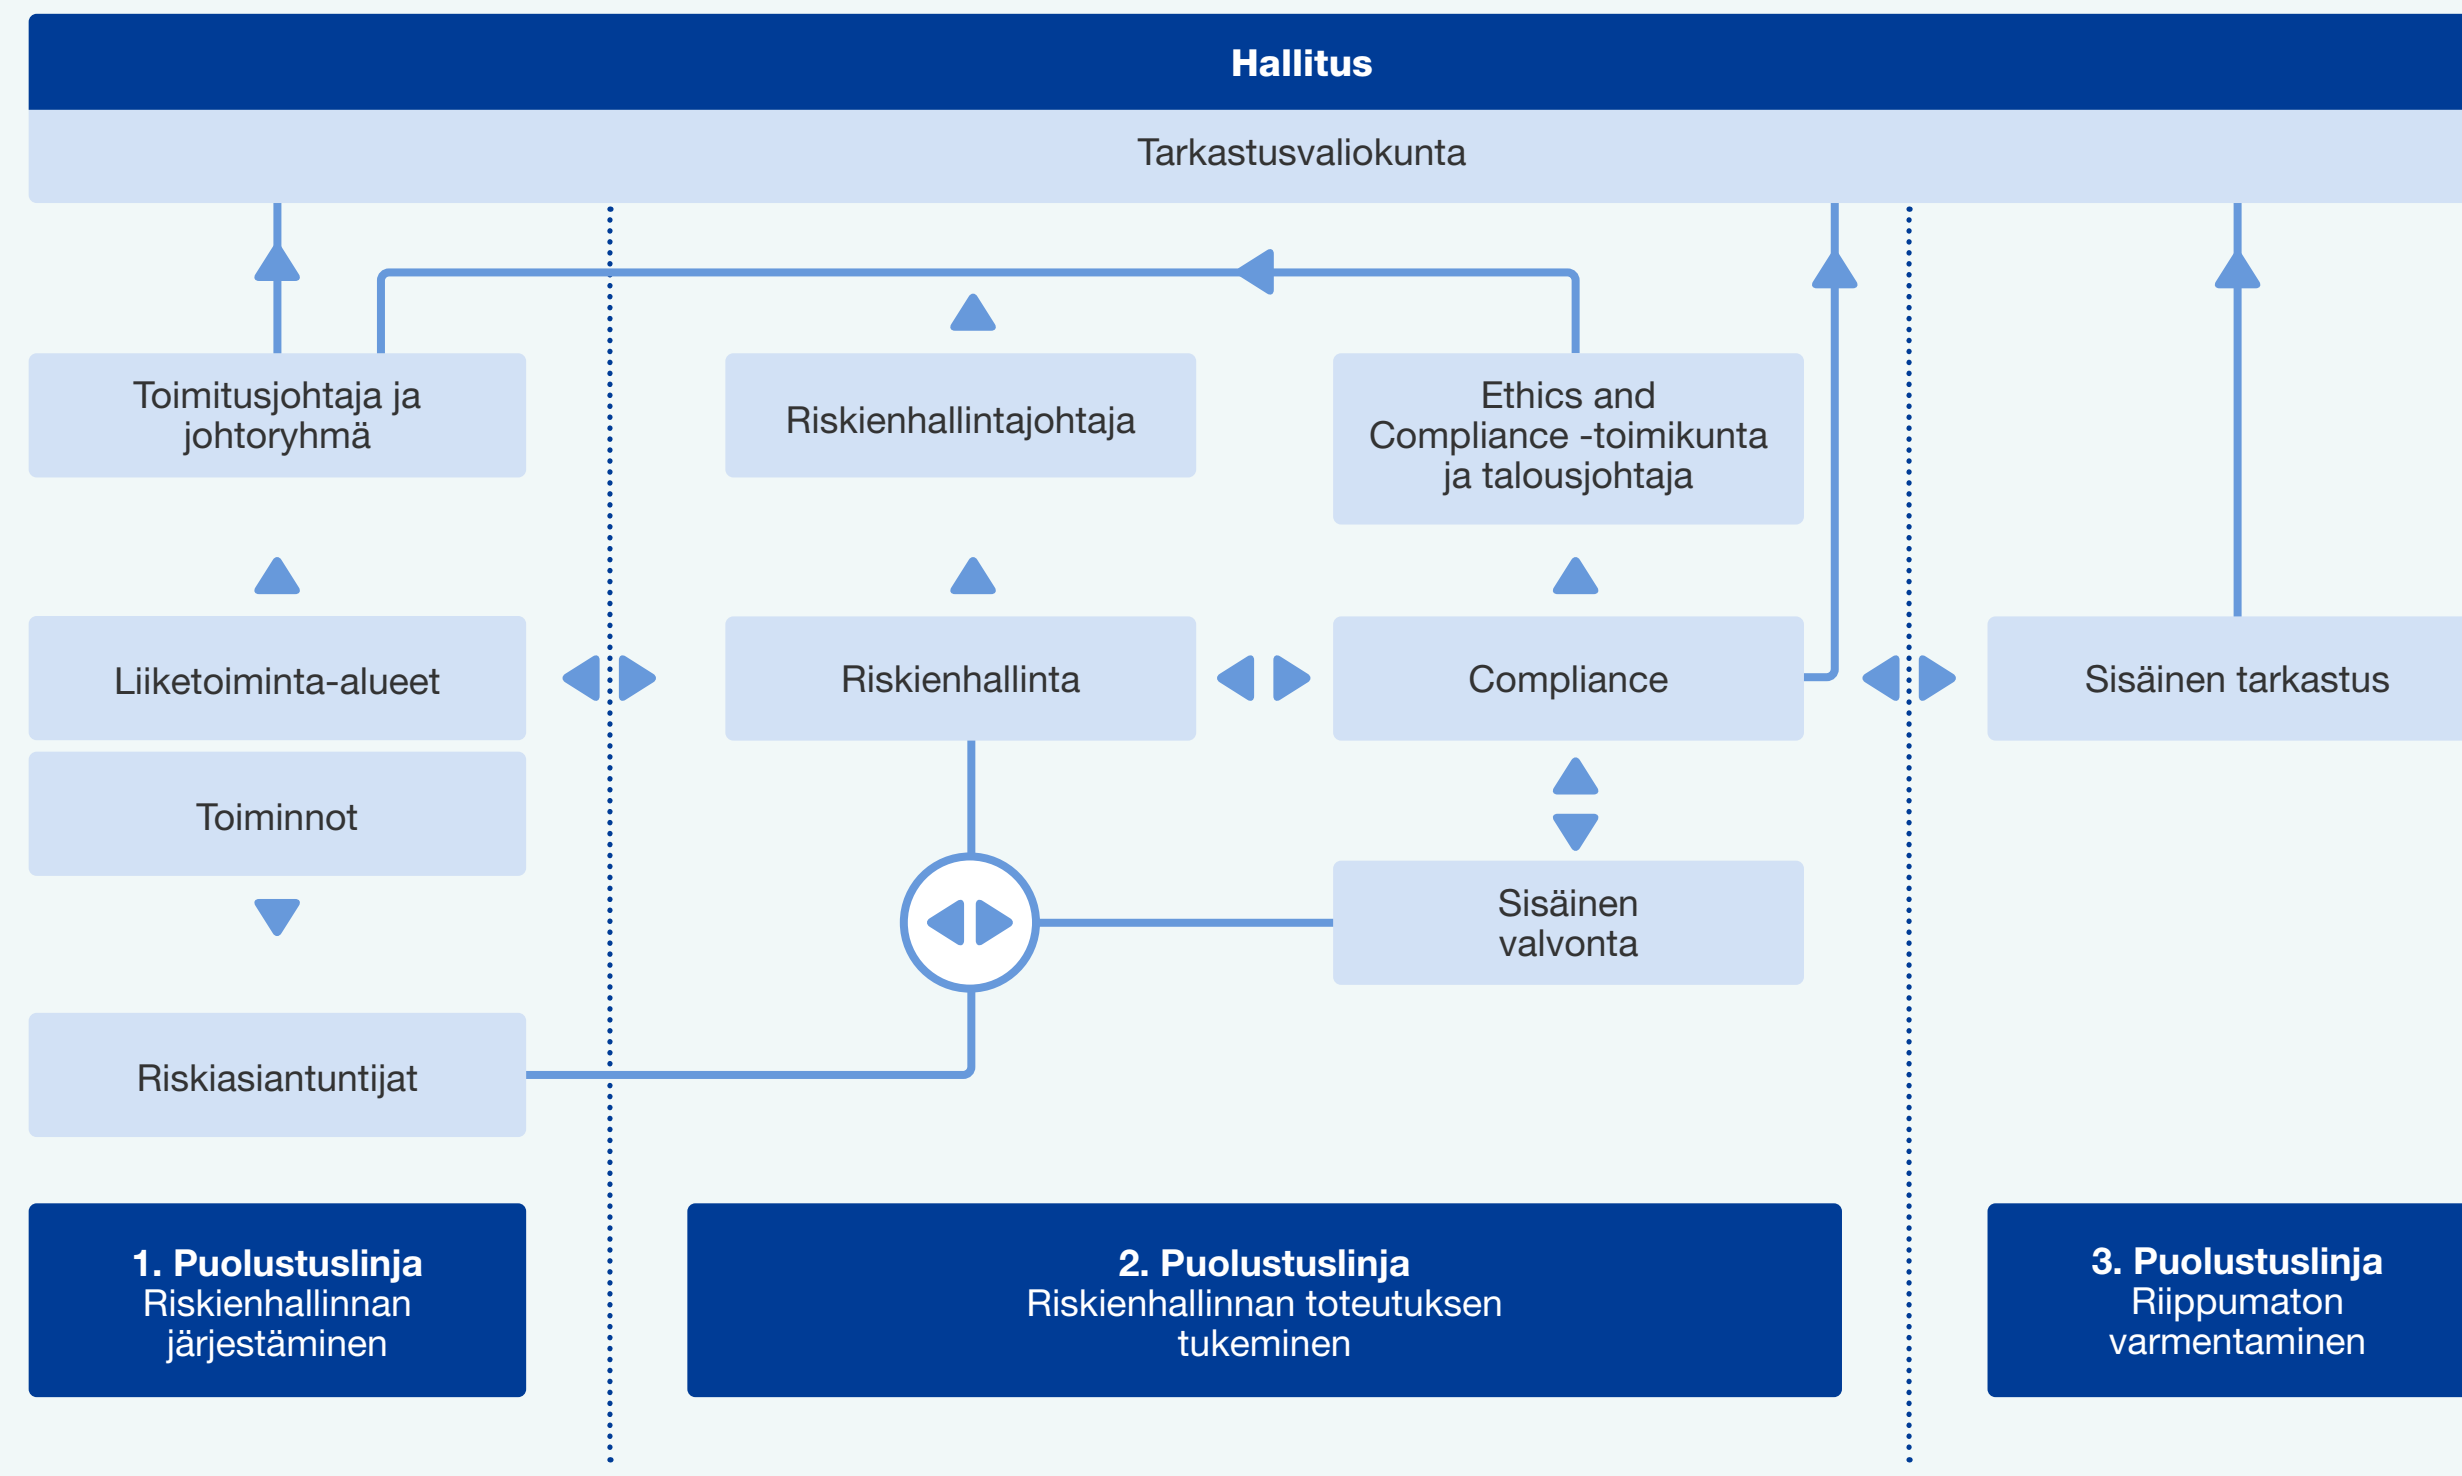 Hallitus
Tarkastusvaliokunta
Toimitusjohtaja ja
johtoryhmä
Riskienhallintajohtaja
Ethics and
Compliance -toimikunta
ja talousjohtaja
Liiketoiminta-alueet
Riskienhallinta
Compliance
Sisäinen tarkastus
Toiminnot
Sisäinen
valvonta
Riskiasiantuntijat
1. Puolustuslinja
Riskienhallinnan
järjestäminen
2. Puolustuslinja
Riskienhallinnan toteutuksen
tukeminen
3. Puolustuslinja
Riippumaton
varmentaminen